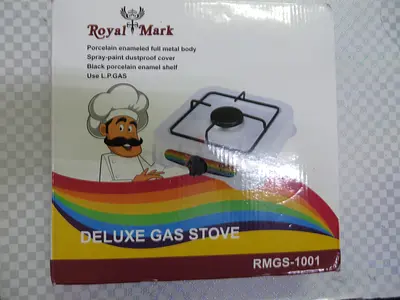 Royal Mark
Porcelain enameled full metal body
Spray-paint dustproof cover
Black porcelain enamel shelf
Use L.P.GAS
DELUXE GAS STOVE
RMGS-1001